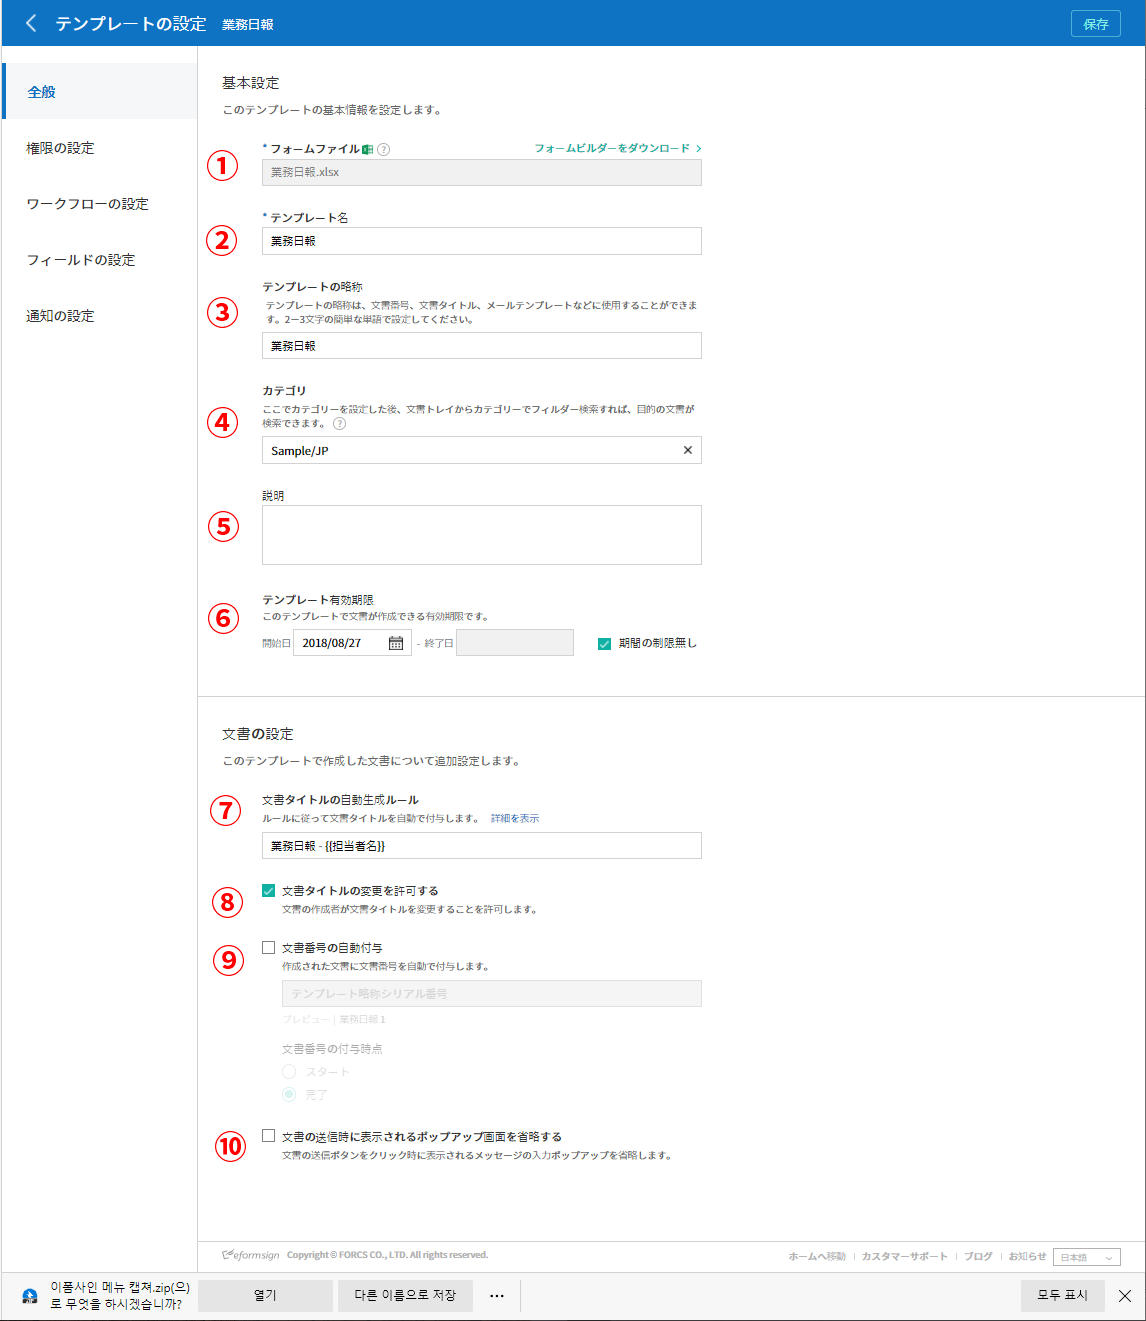 テンプレートの設定 業務日報 保存
全般
権限の設定
ワークフローの設定
フィールドの設定
通知の設定
基本設定
このテンプレートの基本情報を設定します。
① * フォームファイル ? フォームビルダーをダウンロード >
業務日報.xlsx
* テンプレート名
② 業務日報
テンプレートの略称
③ テンプレートの略称は、文書番号、文書タイトル、メールテンプレートなどに使用することができま
す。2ー3文字の簡単な単語で設定してください。
業務日報
カテゴリ
④ ここでカテゴリーを設定した後、文書トレイからカテゴリーでフィルダー検索すれば、目的の文書が
検索できます。 ?
Sample/JP ×
説明
⑤
⑥ テンプレート有効期限
このテンプレートで文書が作成できる有効期限です。
開始日 2018/08/27 - 終了日 期間の制限無し
文書の設定
このテンプレートで作成した文書について追加設定します。
⑦ 文書タイトルの自動生成ルール
ルールに従って文書タイトルを自動で付与します。 詳細を表示
業務日報 - {{担当者名}}
⑧ 文書タイトルの変更を許可する
文書の作成者が文書タイトルを変更することを許可します。
⑨ 文書番号の自動付与
作成された文書に文書番号を自動で付与します。
テンプレート略称シリアル番号
プレビュー | 業務日報 1
文書番号の付与時点
スタート
完了
⑩ 文書の送信時に表示されるポップアップ画面を省略する
文書の送信ボタンをクリック時に表示されるメッセージの入力ポップアップを省略します。
eformsign Copyright © FORCS CO., LTD. All rights reserved. ホームへ移動 | カスタマーサポート | ブログ | お知らせ 日本語
이폼사인 메뉴 캡쳐.zip(으)
로 무엇을 하시겠습니까? 열기 다른 이름으로 저장 ... 모두 표시 ×